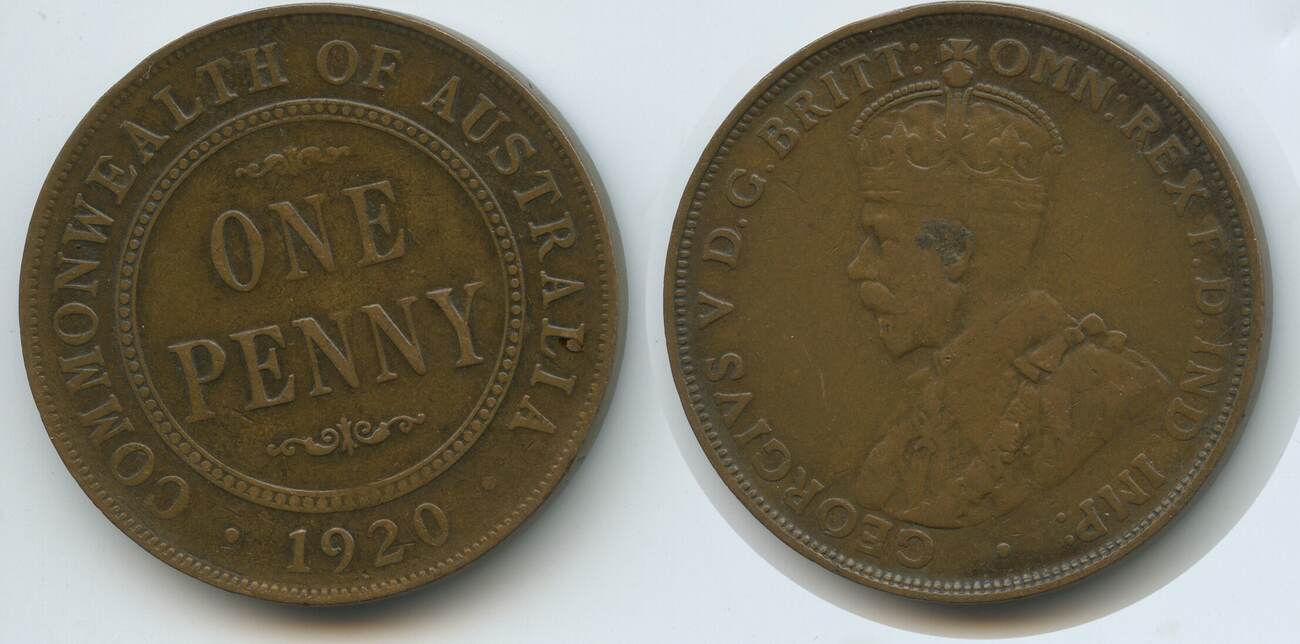 COMMONWEALTH OF AUSTRALIA
ONE
PENNY
· 1920 ·
GEORGIVS V D.G. BRITT: OMN: REX F.D. IND: IMP: ·